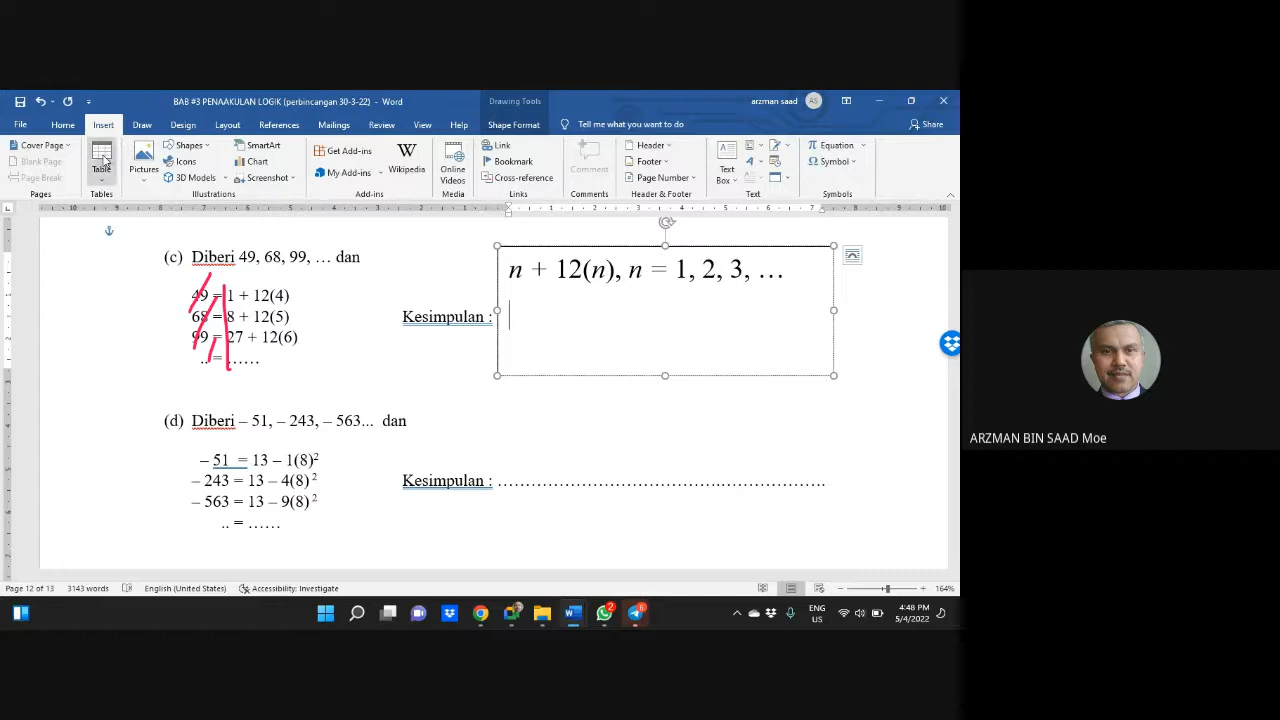 BAB #3 PENAAKULAN LOGIK (perbincangan 30-3-22) - Word
Drawing Tools
arzman saad
AS
File Home Insert Draw Design Layout References Mailings Review View Help Shape Format Tell me what you want to do Share
Cover Page
Blank Page
Page Break
Pages
Table
Tables
Pictures
Shapes
Icons
3D Models
SmartArt
Chart
Screenshot
Illustrations
Get Add-ins
My Add-ins
Wikipedia
Add-ins
Online Videos
Media
Link
Bookmark
Cross-reference
Links
Comment
Comments
Header
Footer
Page Number
Header & Footer
Text Box
Text
Equation
Symbol
Symbols
(c) Diberi 49, 68, 99, … dan
49 = 1 + 12(4)
68 = 8 + 12(5)
99 = 27 + 12(6)
.. = ……
Kesimpulan :
n + 12(n), n = 1, 2, 3, …
(d) Diberi – 51, – 243, – 563... dan
– 51 = 13 – 1(8)²
– 243 = 13 – 4(8)²
– 563 = 13 – 9(8)²
.. = ……
Kesimpulan : …………………………………..……………….
ARZMAN BIN SAAD Moe
Page 12 of 13 3143 words English (United States) Accessibility: Investigate 164%
ENG
US
4:48 PM
5/4/2022